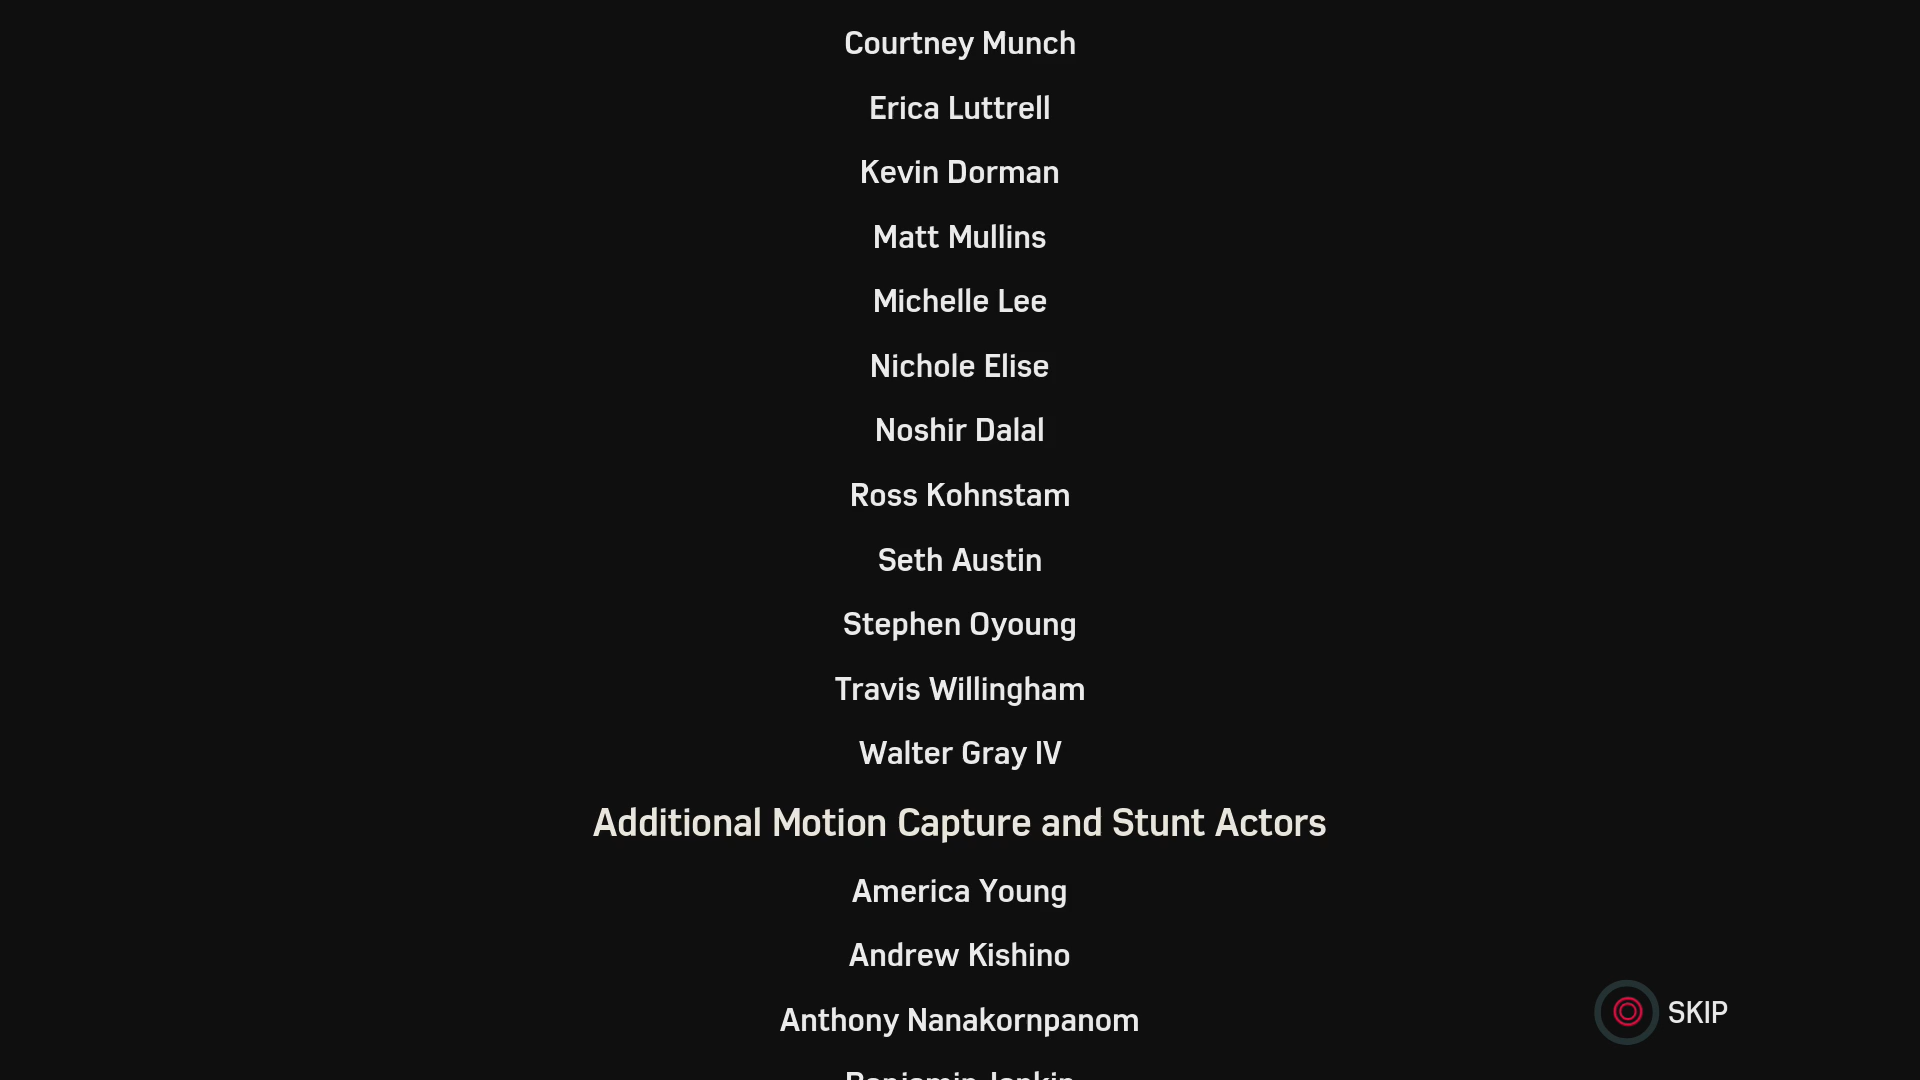 Courtney Munch
Erica Luttrell
Kevin Dorman
Matt Mullins
Michelle Lee
Nichole Elise
Noshir Dalal
Ross Kohnstam
Seth Austin
Stephen Oyoung
Travis Willingham
Walter Gray IV
Additional Motion Capture and Stunt Actors
America Young
Andrew Kishino
Anthony Nanakornpanom
Benjamin
SKIP